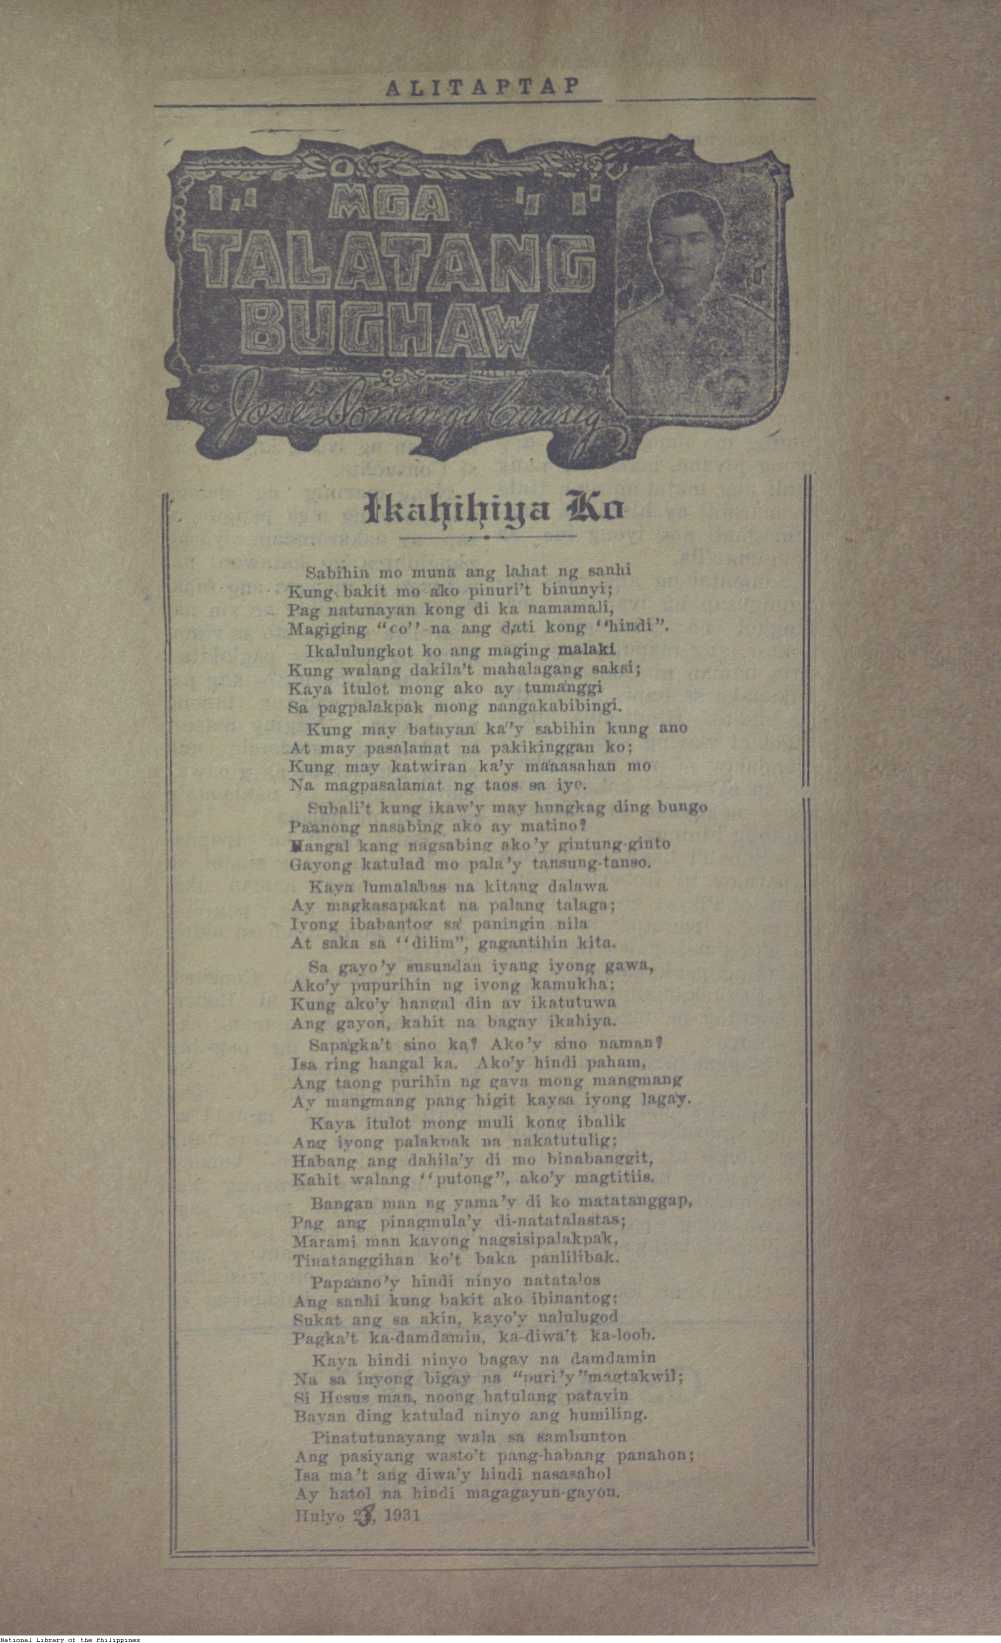 ALITAPTAP
MGA
TALATANG
BUGHAW
ni José Domingo Carasig
Ikahihiya Ko
Sabihin mo muna ang lahat ng sanhi
Kung bakit mo ako pinuri't binunyi;
Pag natunayan kong di ka namamali,
Magiging "oo" na ang dati kong "hindi".
Ikalulungkot ko ang maging malaki
Kung walang dakila't mahalagang saksi;
Kaya itulot mong ako ay tumanggi
Sa pagpalakpak mong nangakabibingi.
Kung may batayan ka'y sabihin kung ano
At may pasalamat na pakikinggan ko;
Kung may katwiran ka'y maaasahan mo
Na magpasalamat ng taos sa iyo.
Subali't kung ikaw'y may hungkag ding bungo
Paanong nasabing ako ay matino?
Hangal kang nagsabing ako'y gintung-ginto
Gayong katulad mo pala'y tansung-tanso.
Kaya lumalabas na kitang dalawa
Ay magkasapakat na palang talaga;
Iyong ibabantog sa paningin nila
At saka sa "dilim", gagantihin kita.
Sa gayo'y susundan iyang iyong gawa,
Ako'y pupurihin ng iyong kamukha;
Kung ako'y hangal din ay ikatutuwa
Ang gayon, kahit na bagay ikahiya.
Sapagka't sino ka? Ako'y sino naman?
Isa ring hangal ka. Ako'y hindi paham,
Ang taong purihin ng gaya mong mangmang
Ay mangmang pang higit kaysa iyong lagay.
Kaya itulot mong muli kong ibalik
Ang iyong palakpak na nakatutulig;
Habang ang dahila'y di mo binabanggit,
Kahit walang "putong", ako'y magtitiis.
Bangan man ng yama'y di ko matatanggap,
Pag ang pinagmula'y di-natatalastas;
Marami man kayong nagsisipalakpak,
Tinatanggihan ko't baka panlilibak.
Papaano'y hindi ninyo natatalos
Ang sanhi kung bakit ako ibinantog;
Sukat ang sa akin, kayo'y nalulugod
Pagka't ka-damdamin, ka-diwa't ka-loob.
Kaya hindi ninyo bagay na damdamin
Na sa inyong bigay na "puri'y "magtakwil;
Si Hesus man, noong hatulang patayin
Bayan ding katulad ninyo ang humiling.
Pinatutunayang wala sa sambunton
Ang pasiyang wasto't pang-habang panahon;
Isa ma't ang diwa'y hindi nasasahol
Ay hatol na hindi magagayun-gayon.
Hulyo 28, 1931
National Library of the Philippines